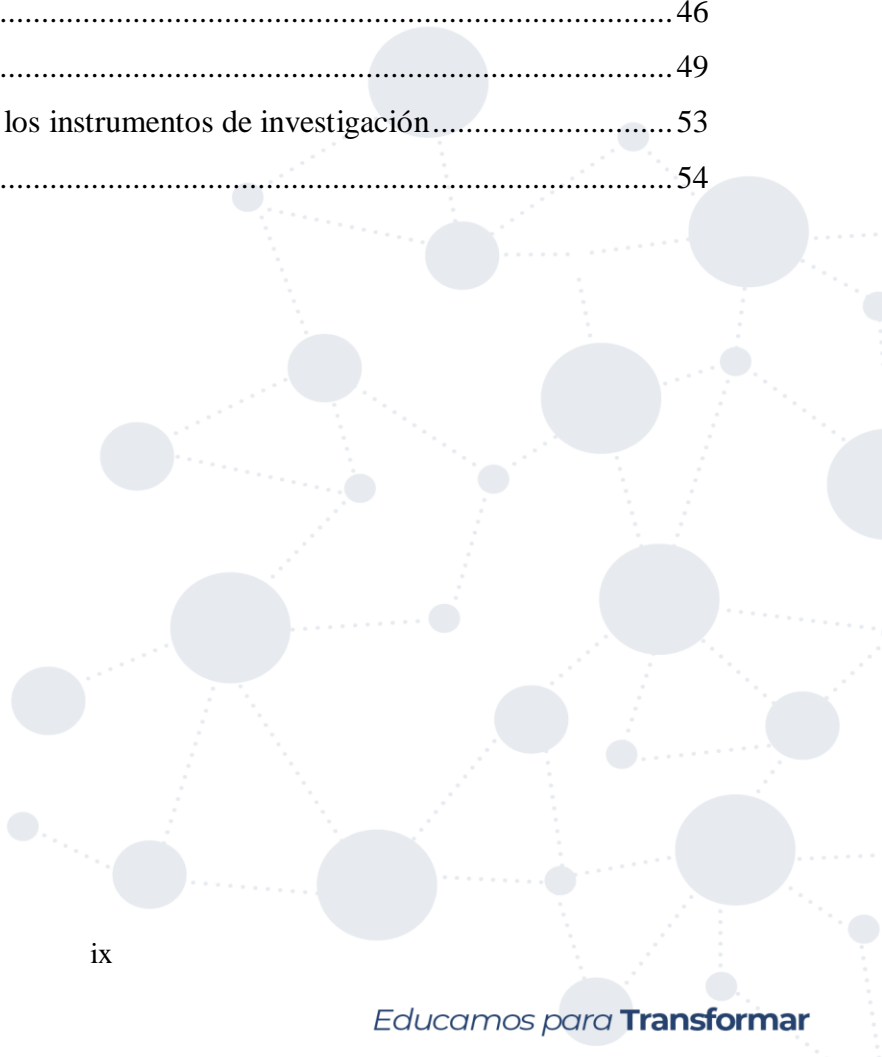 ....................................................................................... 46
....................................................................................... 49
los instrumentos de investigación............................... 53
....................................................................................... 54
ix
Educamos para Transformar